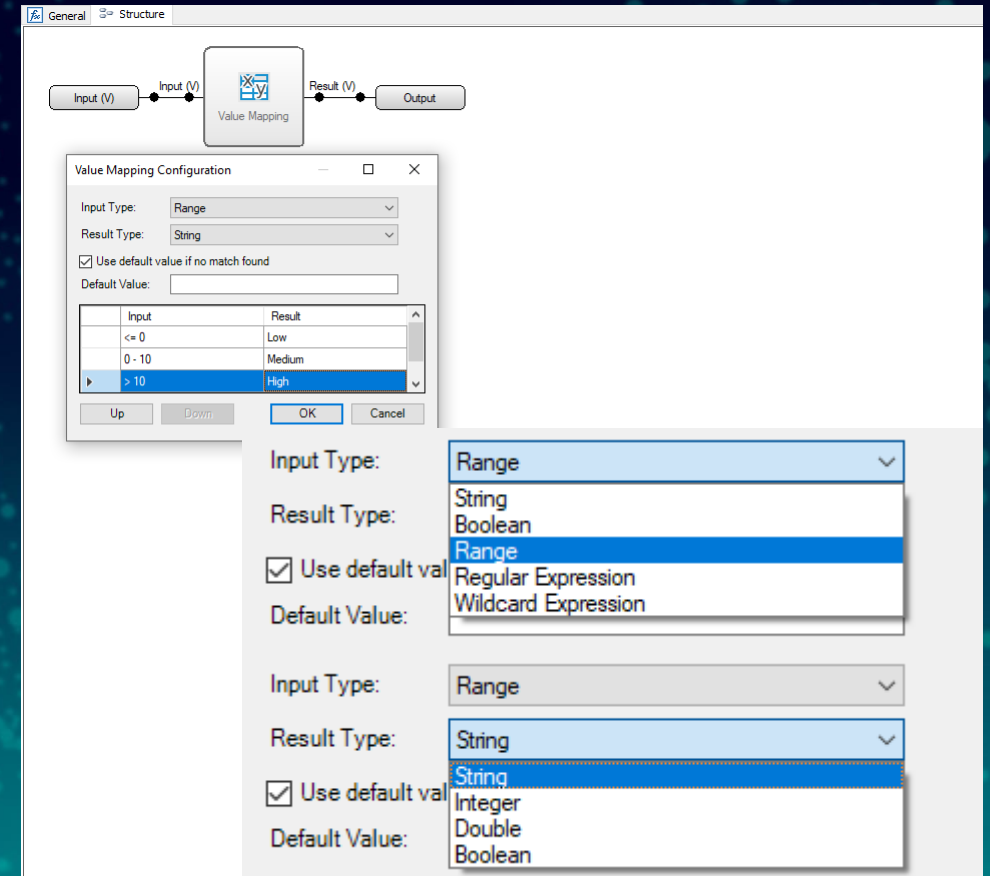 General Structure
Input (V) Input (V) Value Mapping Result (V) Output
Value Mapping Configuration
Input Type: Range
Result Type: String
Use default value if no match found
Default Value:
Input Result
<= 0 Low
0 - 10 Medium
> 10 High
Up Down OK Cancel
Input Type: Range
String
Result Type:
Boolean
Range
Use default val
Regular Expression
Wildcard Expression
Default Value:
Input Type: Range
Result Type: String
String
Use default val
Integer
Double
Default Value:
Boolean